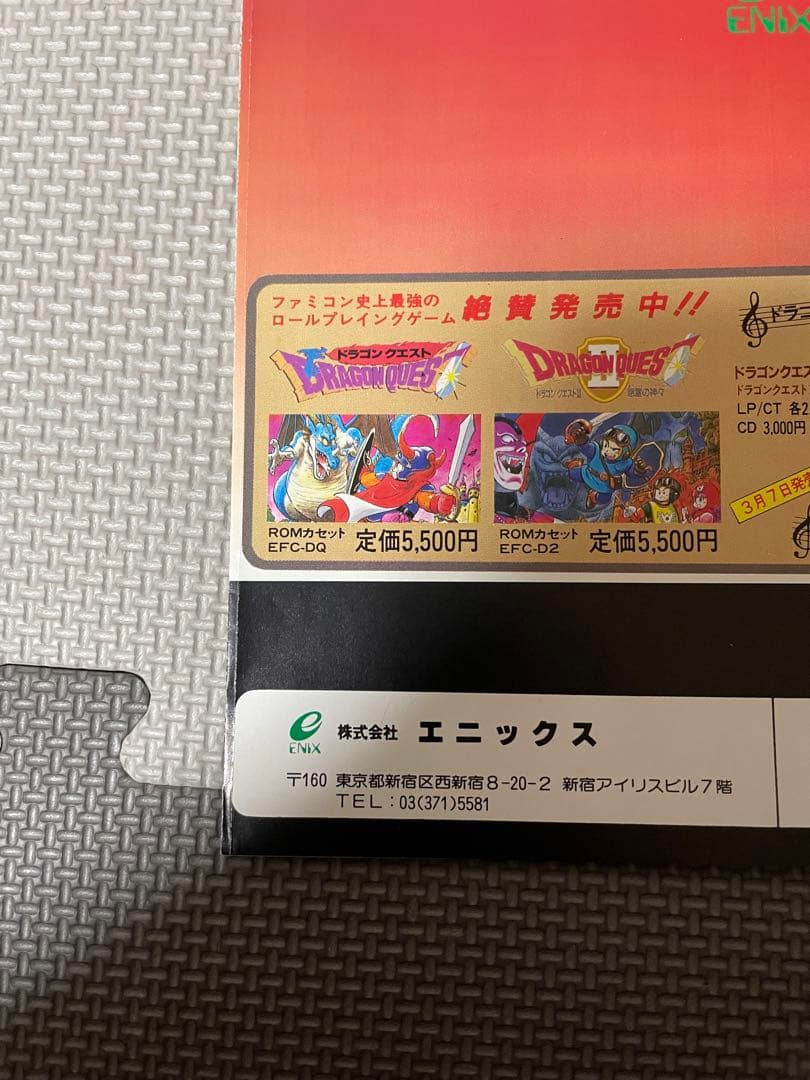 ENIX
ファミコン史上最強の
ロールプレイングゲーム
絶賛発売中!!
ドラゴン クエスト
DRAGON QUEST
DRAGON QUEST
II
ドラゴンクエストII 悪霊の神々
ROMカセット
EFC-DQ
定価5,500円
ROMカセット
EFC-D2
定価5,500円
ドラゴ
ドラゴンクエス
ドラゴンクエスト
LP/CT 各2
CD 3,000円
3月7日発売
ENIX
株式会社 エニックス
〒160 東京都新宿区西新宿8-20-2 新宿アイリスビル7階
TEL:03(371)5581